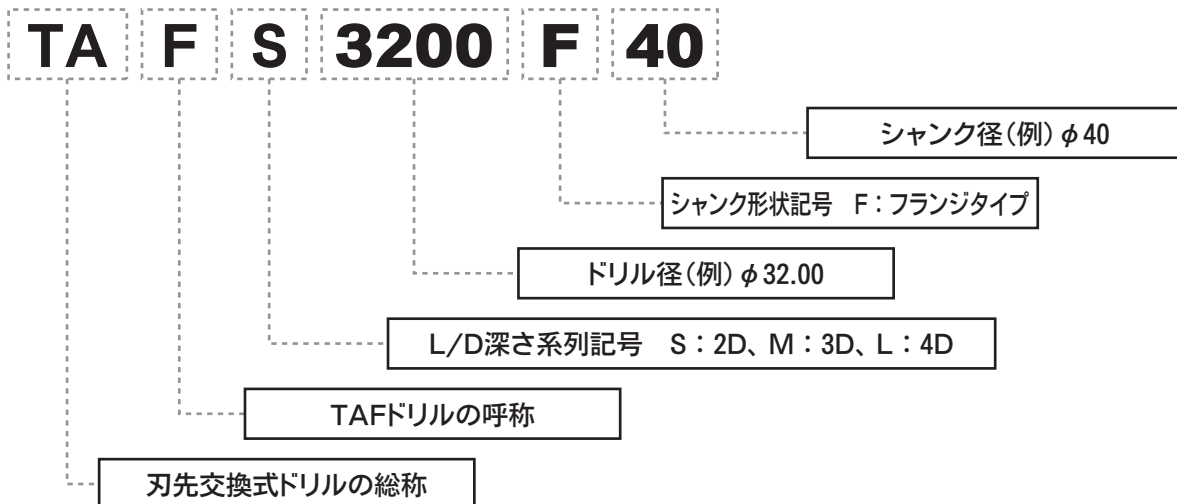 TA F S 3200 F 40
シャンク径(例)φ40
シャンク形状記号 F:フランジタイプ
ドリル径(例)φ32.00
L/D深さ系列記号 S:2D、M:3D、L:4D
TAFドリルの呼称
刃先交換式ドリルの総称